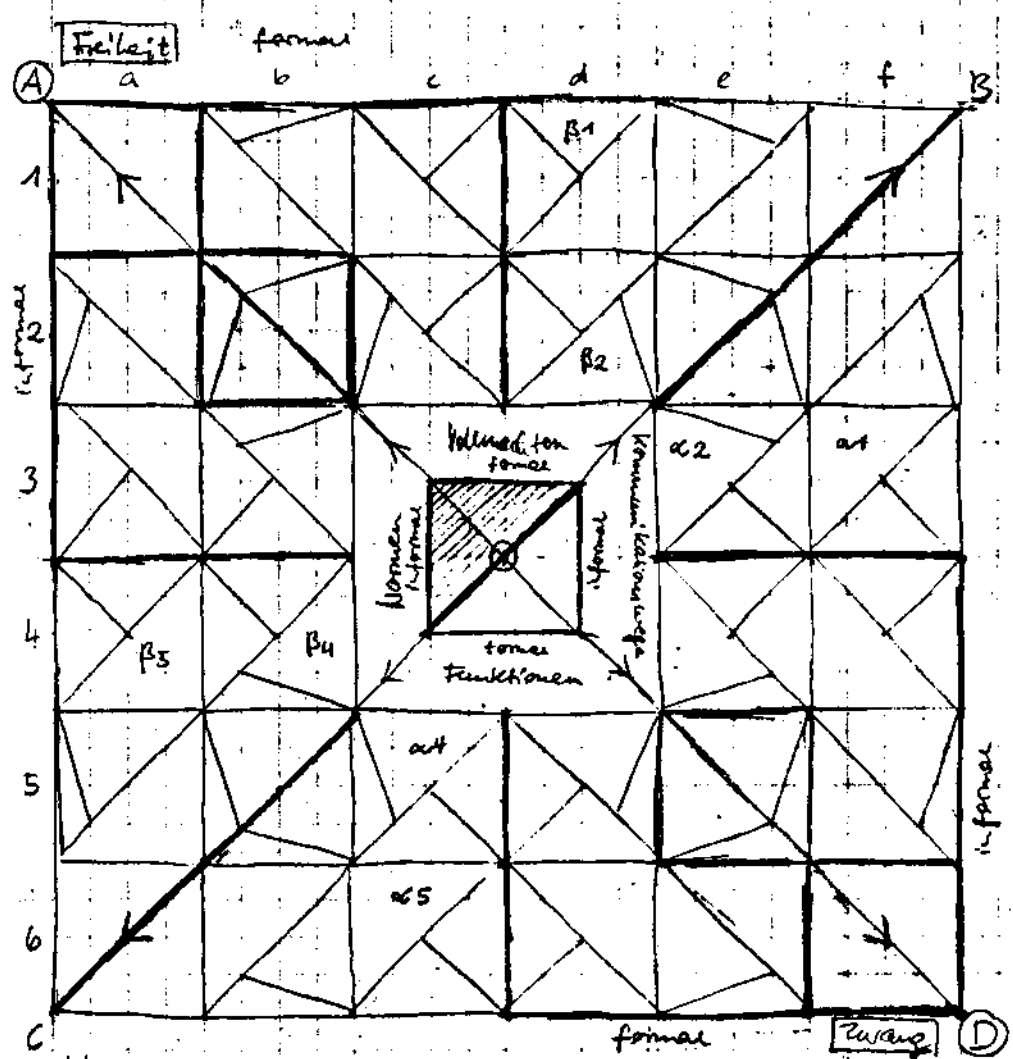 Freiheit formal
A a b c d e f B
β1
1
informal
2
β2
3
Vollmachten
formal
α2 α1
Normen
informal
informal
Kommunikationswege
4
β3 β4
formal
Funktionen
α4
5
informal
α5
6
C formal Zwang D